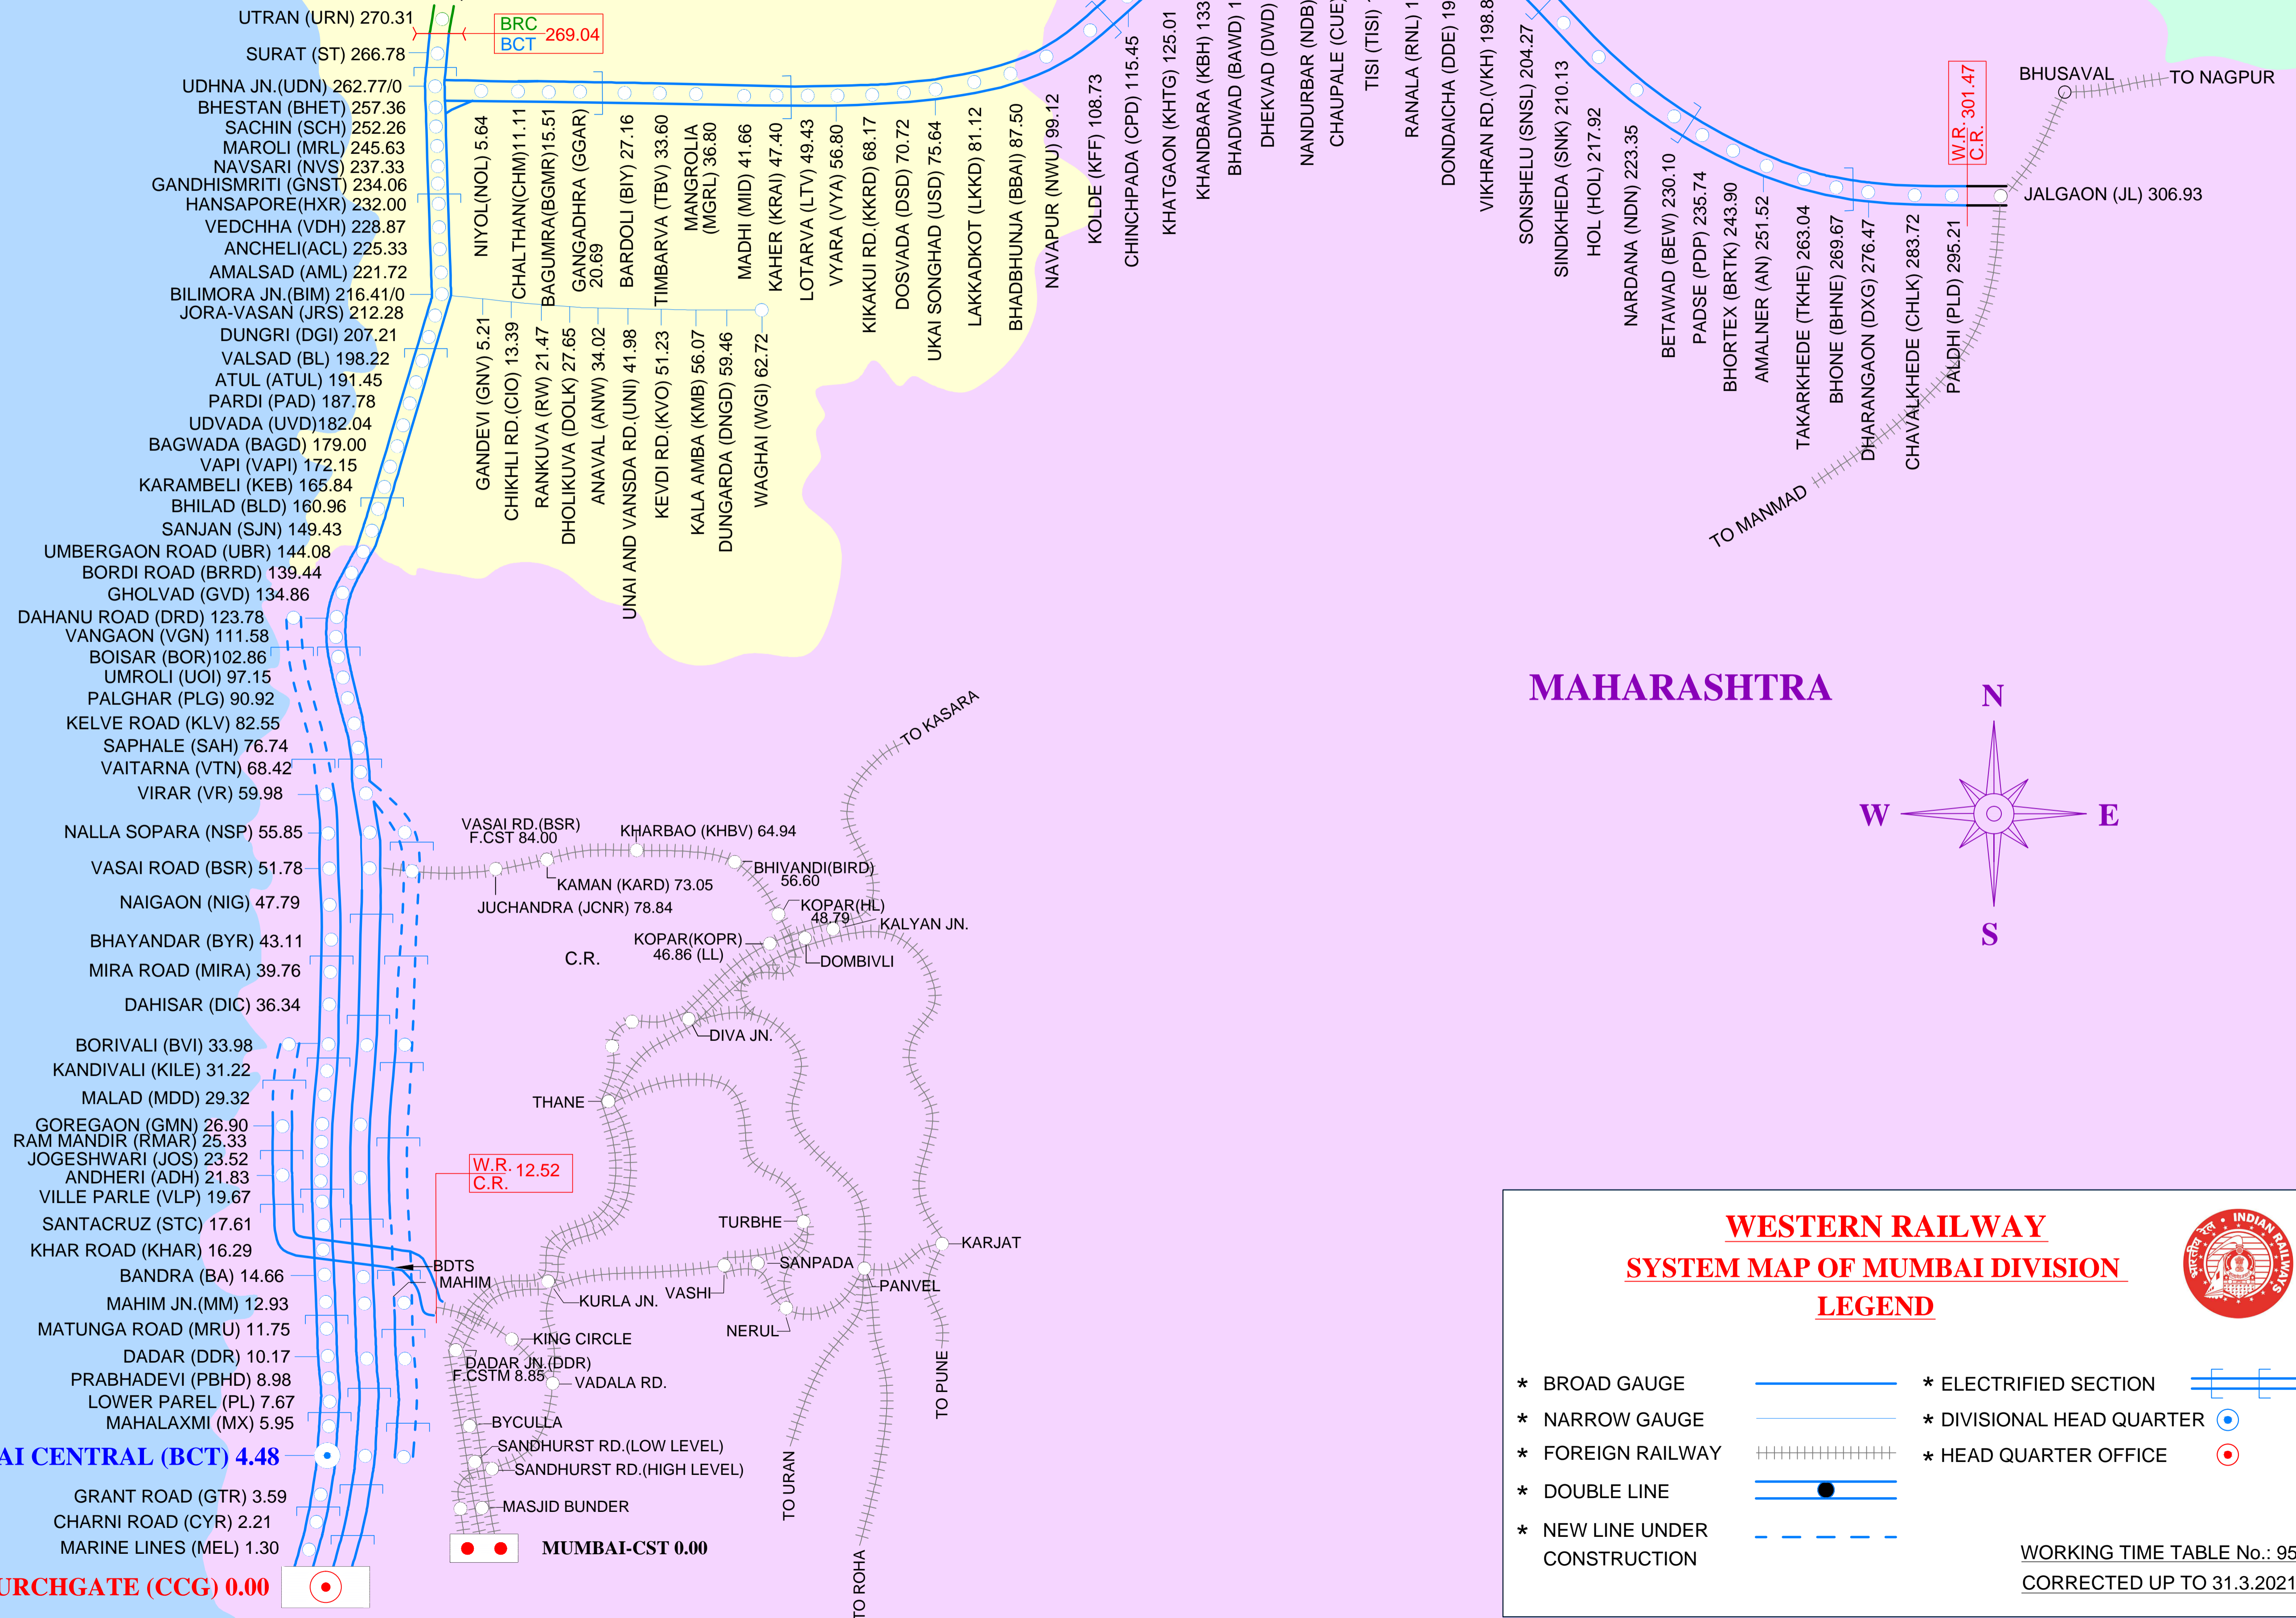 UTRAN (URN) 270.31
BRC
BCT
269.04
SURAT (ST) 266.78
UDHNA JN.(UDN) 262.77/0
BHESTAN (BHET) 257.36
SACHIN (SCH) 252.26
MAROLI (MRL) 245.63
NAVSARI (NVS) 237.33
GANDHISMRITI (GNST) 234.06
HANSAPORE(HXR) 232.00
VEDCHHA (VDH) 228.87
ANCHELI(ACL) 225.33
AMALSAD (AML) 221.72
BILIMORA JN.(BIM) 216.41/0
JORA-VASAN (JRS) 212.28
DUNGRI (DGI) 207.21
VALSAD (BL) 198.22
ATUL (ATUL) 191.45
PARDI (PAD) 187.78
UDVADA (UVD)182.04
BAGWADA (BAGD) 179.00
VAPI (VAPI) 172.15
KARAMBELI (KEB) 165.84
BHILAD (BLD) 160.96
SANJAN (SJN) 149.43
UMBERGAON ROAD (UBR) 144.08
BORDI ROAD (BRRD) 139.44
GHOLVAD (GVD) 134.86
DAHANU ROAD (DRD) 123.78
VANGAON (VGN) 111.58
BOISAR (BOR)102.86
UMROLI (UOI) 97.15
PALGHAR (PLG) 90.92
KELVE ROAD (KLV) 82.55
SAPHALE (SAH) 76.74
VAITARNA (VTN) 68.42
VIRAR (VR) 59.98
NALLA SOPARA (NSP) 55.85
VASAI ROAD (BSR) 51.78
NAIGAON (NIG) 47.79
BHAYANDAR (BYR) 43.11
MIRA ROAD (MIRA) 39.76
DAHISAR (DIC) 36.34
BORIVALI (BVI) 33.98
KANDIVALI (KILE) 31.22
MALAD (MDD) 29.32
GOREGAON (GMN) 26.90
RAM MANDIR (RMAR) 25.33
JOGESHWARI (JOS) 23.52
ANDHERI (ADH) 21.83
VILLE PARLE (VLP) 19.67
SANTACRUZ (STC) 17.61
KHAR ROAD (KHAR) 16.29
BANDRA (BA) 14.66
MAHIM JN.(MM) 12.93
MATUNGA ROAD (MRU) 11.75
DADAR (DDR) 10.17
PRABHADEVI (PBHD) 8.98
LOWER PAREL (PL) 7.67
MAHALAXMI (MX) 5.95
AI CENTRAL (BCT) 4.48
GRANT ROAD (GTR) 3.59
CHARNI ROAD (CYR) 2.21
MARINE LINES (MEL) 1.30
URCHGATE (CCG) 0.00
NIYOL(NOL) 5.64
CHALTHAN(CHM)11.11
BAGUMRA(BGMR)15.51
GANGADHRA (GGAR)
20.69
BARDOLI (BIY) 27.16
TIMBARVA (TBV) 33.60
MANGROLIA
(MGRL) 36.80
MADHI (MID) 41.66
KAHER (KRAI) 47.40
LOTARVA (LTV) 49.43
VYARA (VYA) 56.80
KIKAKUI RD.(KKRD) 68.17
DOSVADA (DSD) 70.72
UKAI SONGHAD (USD) 75.64
LAKKADKOT (LKKD) 81.12
BHADBHUNJA (BBAI) 87.50
NAVAPUR (NWU) 99.12
KOLDE (KFF) 108.73
CHINCHPADA (CPD) 115.45
KHATGAON (KHTG) 125.01
KHANDBARA (KBH) 133
BHADWAD (BAWD) 1
DHEKVAD (DWD)
NANDURBAR (NDB)
CHAUPALE (CUE)
TISI (TISI) 1
RANALA (RNL) 1
DONDAICHA (DDE) 19
VIKHRAN RD.(VKH) 198.8
SONSHELU (SNSL) 204.27
SINDKHEDA (SNK) 210.13
HOL (HOL) 217.92
NARDANA (NDN) 223.35
BETAWAD (BEW) 230.10
PADSE (PDP) 235.74
BHORTEX (BRTK) 243.90
AMALNER (AN) 251.52
TAKARKHEDE (TKHE) 263.04
BHONE (BHNE) 269.67
DHARANGAON (DXG) 276.47
CHAVALKHEDE (CHLK) 283.72
PALDHI (PLD) 295.21
W.R.
C.R.
301.47
JALGAON (JL) 306.93
BHUSAVAL
TO NAGPUR
TO MANMAD
GANDEVI (GNV) 5.21
CHIKHLI RD.(CIO) 13.39
RANKUVA (RW) 21.47
DHOLIKUVA (DOLK) 27.65
ANAVAL (ANW) 34.02
UNAI AND VANSDA RD.(UNI) 41.98
KEVDI RD.(KVO) 51.23
KALA AMBA (KMB) 56.07
DUNGARDA (DNGD) 59.46
WAGHAI (WGI) 62.72
MAHARASHTRA
N
W
E
S
TO KASARA
VASAI RD.(BSR)
F.CST 84.00
KHARBAO (KHBV) 64.94
BHIVANDI(BIRD)
56.60
KAMAN (KARD) 73.05
JUCHANDRA (JCNR) 78.84
KOPAR(HL)
48.79
KALYAN JN.
KOPAR(KOPR)
46.86 (LL)
C.R.
DOMBIVLI
DIVA JN.
THANE
W.R.
C.R.
12.52
TURBHE
KARJAT
SANPADA
BDTS
MAHIM
PANVEL
VASHI
KURLA JN.
NERUL
KING CIRCLE
DADAR JN.(DDR)
F.CSTM 8.85
VADALA RD.
TO PUNE
BYCULLA
SANDHURST RD.(LOW LEVEL)
SANDHURST RD.(HIGH LEVEL)
TO URAN
MASJID BUNDER
MUMBAI-CST 0.00
TO ROHA
WESTERN RAILWAY
SYSTEM MAP OF MUMBAI DIVISION
LEGEND
भारतीय रेल
INDIAN RAILWAYS
* BROAD GAUGE
* NARROW GAUGE
* FOREIGN RAILWAY
* DOUBLE LINE
* NEW LINE UNDER
CONSTRUCTION
* ELECTRIFIED SECTION
* DIVISIONAL HEAD QUARTER
* HEAD QUARTER OFFICE
WORKING TIME TABLE No.: 95
CORRECTED UP TO 31.3.2021